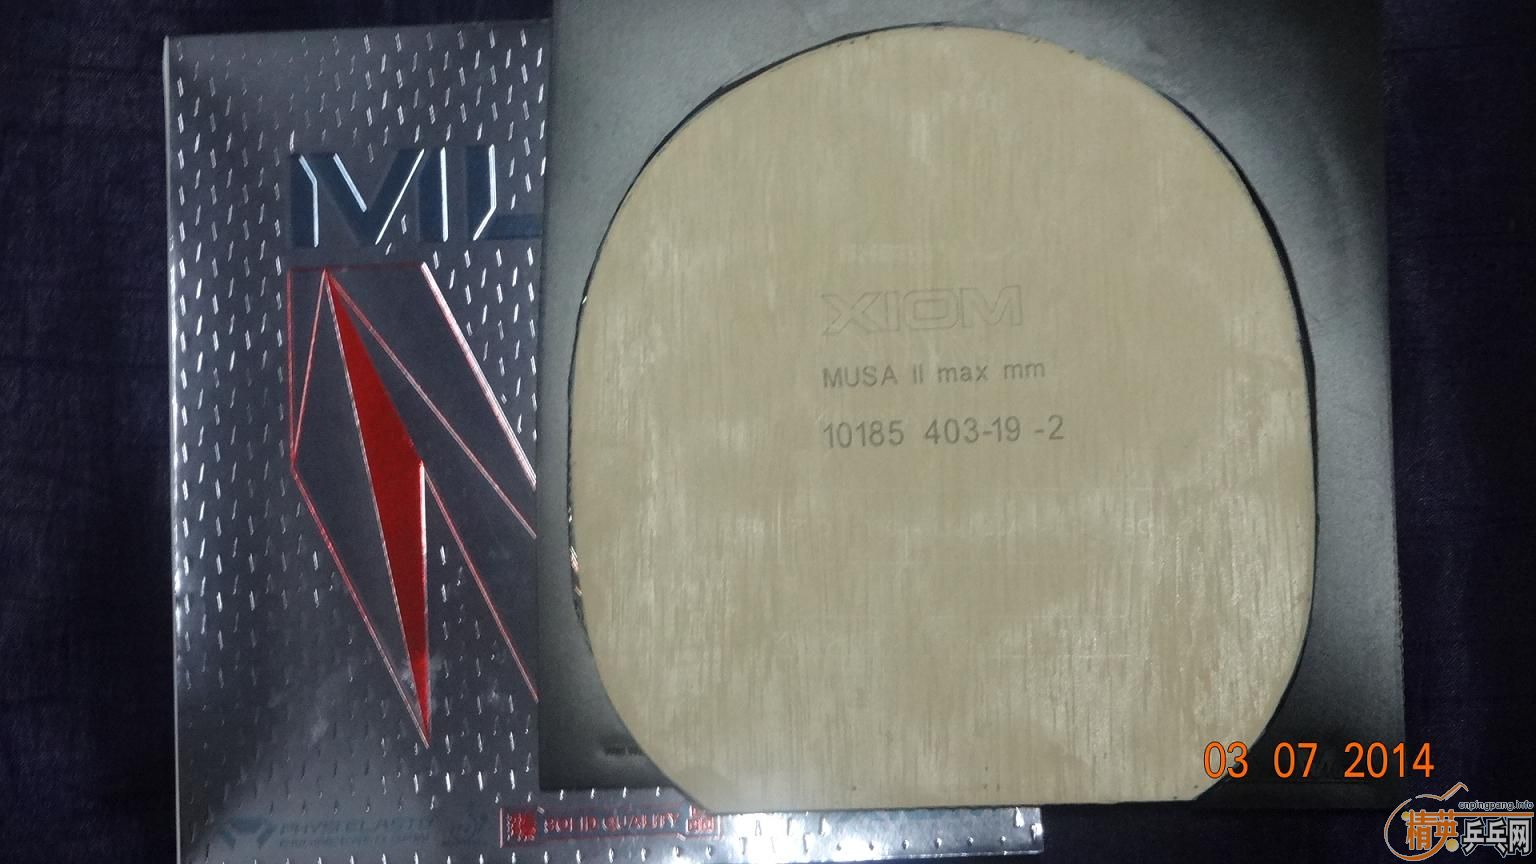 MU
XIOM
MUSA II max mm
10185 403-19 -2
SOLID QUALITY
03 07 2014
cnpingpang.info
精英乒乓网